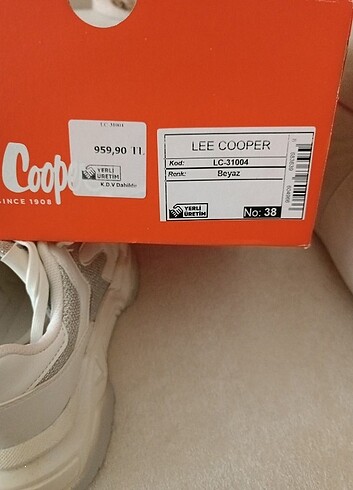 LC-31004
959,90 TL
YERLİ
ÜRETİM
K.D.V Dahildir
Cooper
SINCE 1908
LEE COOPER
Kod: LC-31004
Renk: Beyaz
YERLİ
ÜRETİM
No: 38